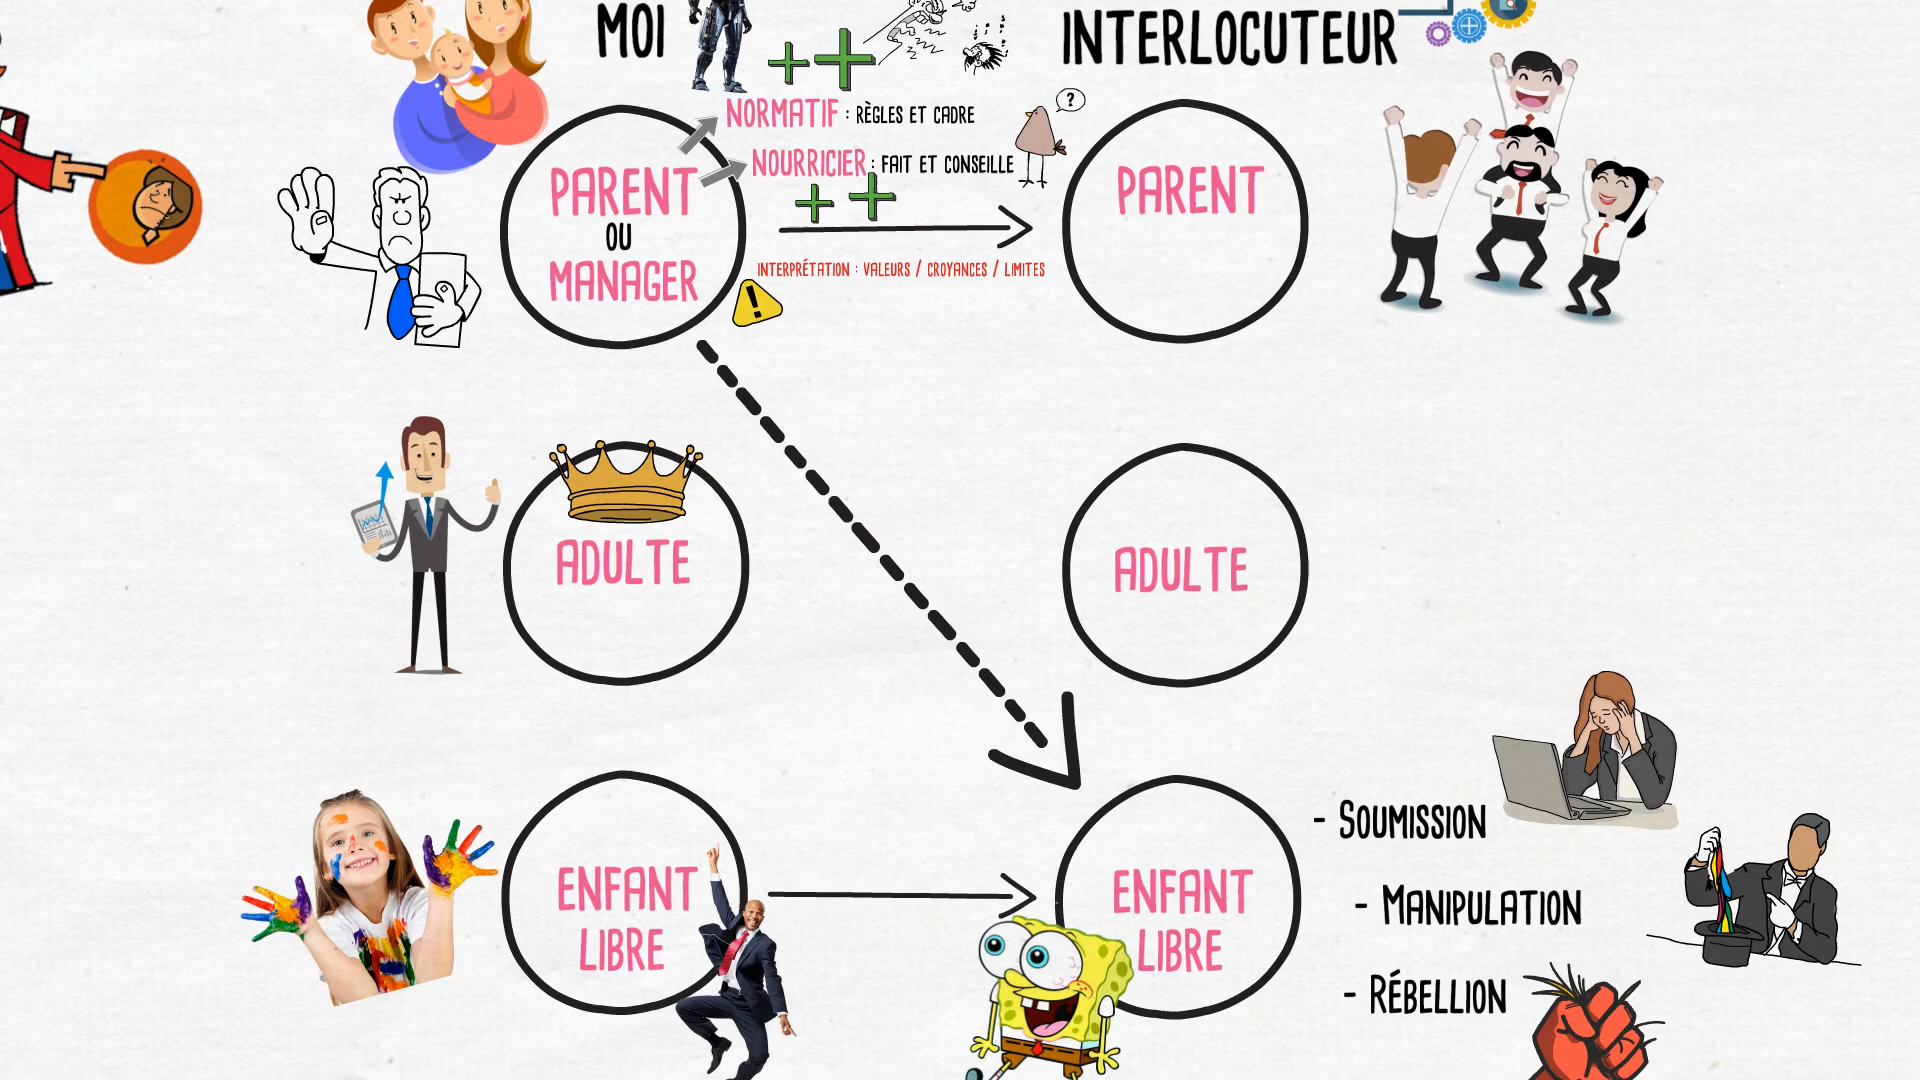 MOI
INTERLOCUTEUR
NORMATIF : RÈGLES ET CADRE
?
NOURRICIER : FAIT ET CONSEILLE
PARENT
OU
MANAGER
PARENT
INTERPRÉTATION : VALEURS / CROYANCES / LIMITES
!
ADULTE
ADULTE
ENFANT
LIBRE
ENFANT
LIBRE
- SOUMISSION
- MANIPULATION
- RÉBELLION